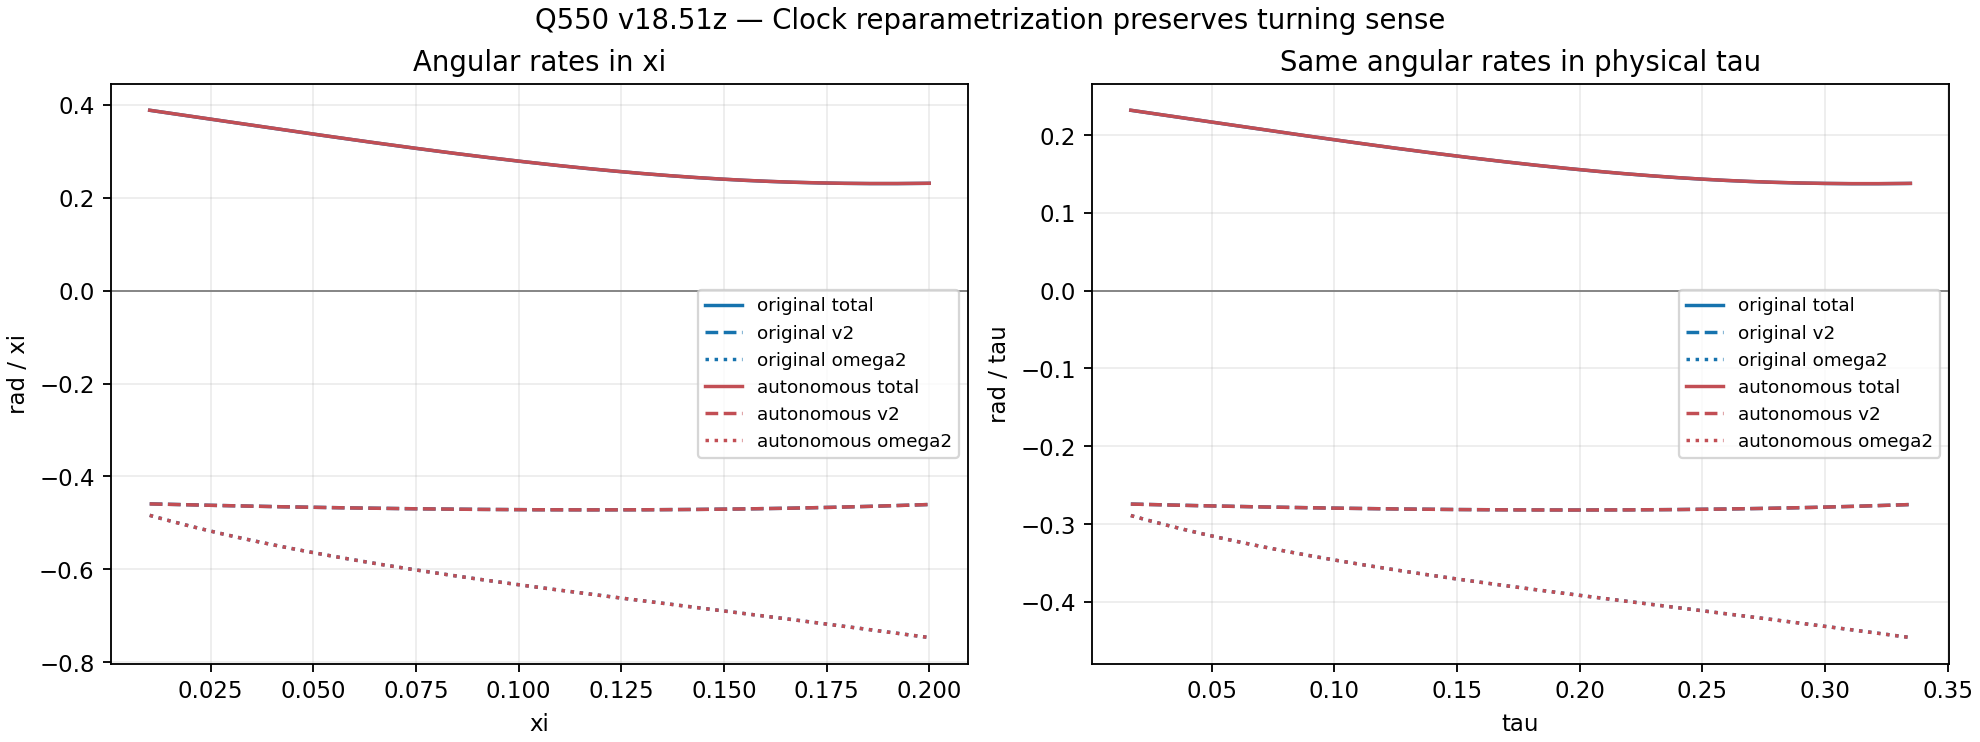 Q550 v18.51z — Clock reparametrization preserves turning sense
Angular rates in xi
rad / xi
0.4
0.2
0.0
−0.2
−0.4
−0.6
−0.8
original total
original v2
original omega2
autonomous total
autonomous v2
autonomous omega2
0.025 0.050 0.075 0.100 0.125 0.150 0.175 0.200
xi
Same angular rates in physical tau
rad / tau
0.2
0.1
0.0
−0.1
−0.2
−0.3
−0.4
original total
original v2
original omega2
autonomous total
autonomous v2
autonomous omega2
0.05 0.10 0.15 0.20 0.25 0.30 0.35
tau